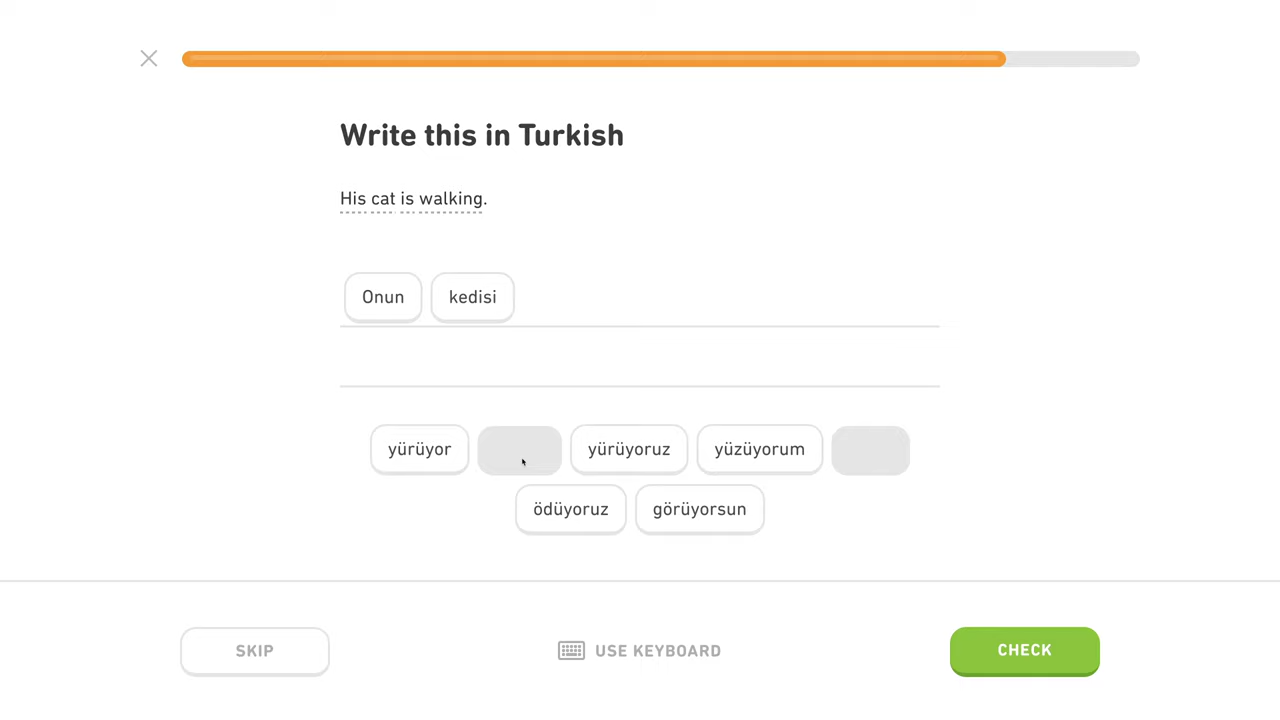 Write this in Turkish
His cat is walking.
Onun kedisi
yürüyor yürüyoruz yüzüyorum
ödüyoruz görüyorsun
SKIP USE KEYBOARD CHECK